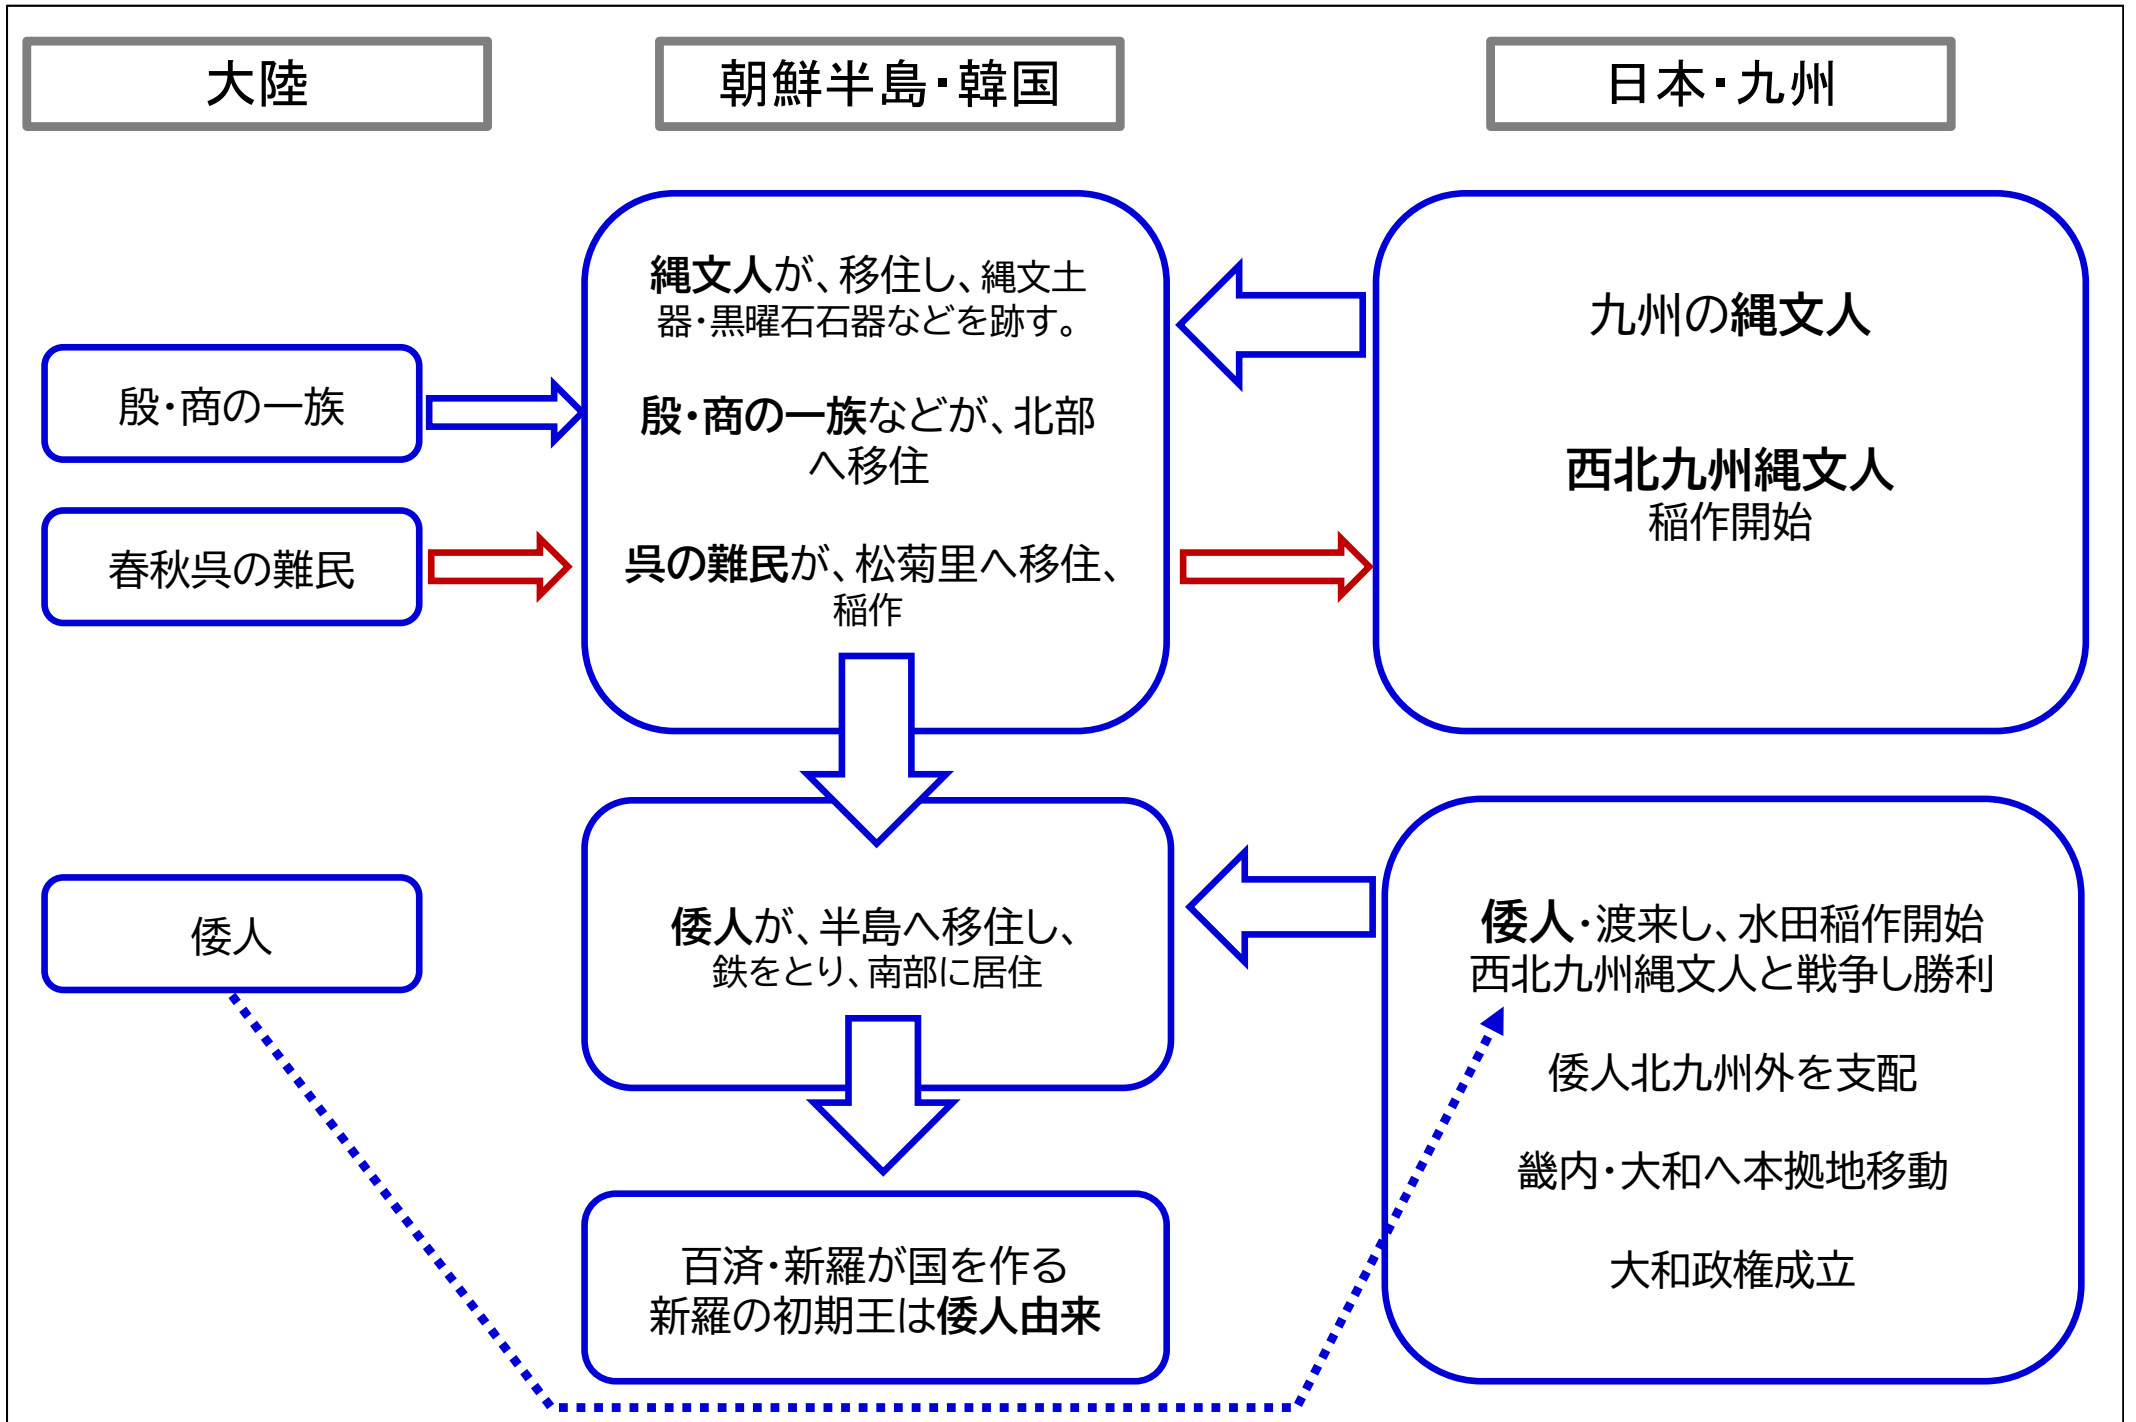 大陸
朝鮮半島・韓国
日本・九州
縄文人が、移住し、縄文土
器・黒曜石石器などを跡す。
殷・商の一族などが、北部
へ移住
呉の難民が、松菊里へ移住、
稲作
九州の縄文人
西北九州縄文人
稲作開始
殷・商の一族
春秋呉の難民
倭人
倭人が、半島へ移住し、
鉄をとり、南部に居住
倭人・渡来し、水田稲作開始
西北九州縄文人と戦争し勝利
倭人北九州外を支配
畿内・大和へ本拠地移動
大和政権成立
百済・新羅が国を作る
新羅の初期王は倭人由来